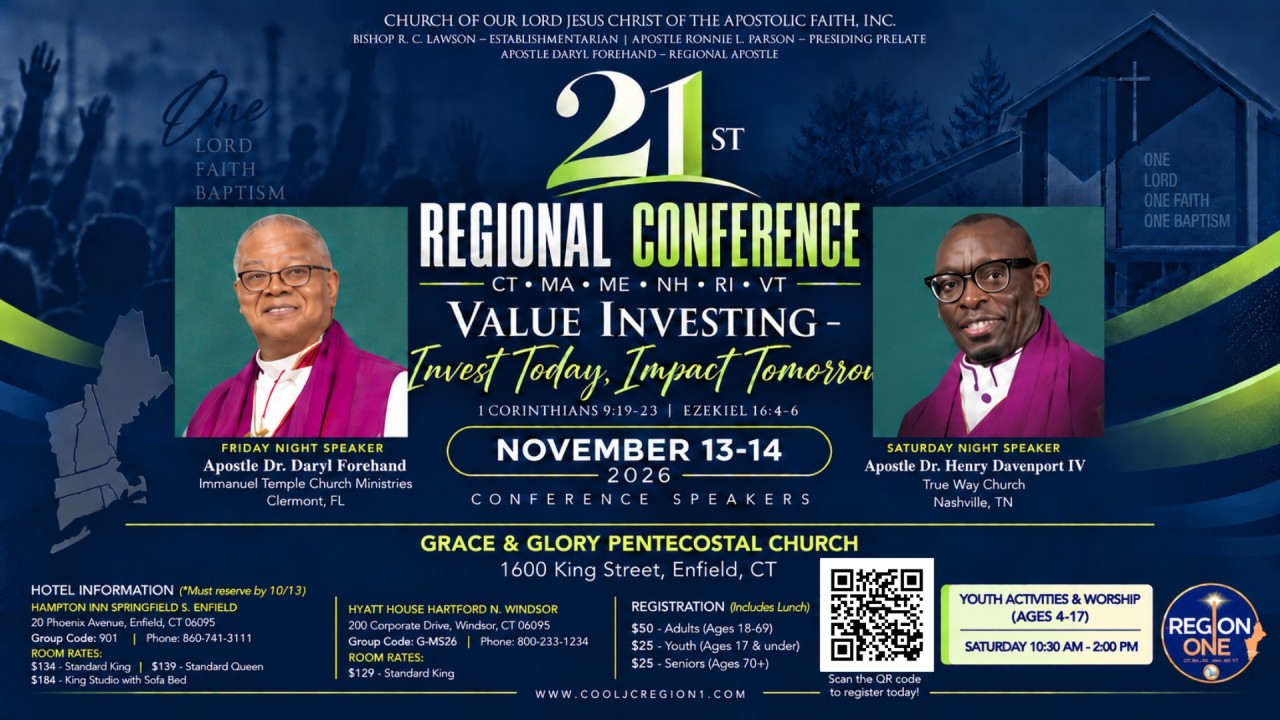 CHURCH OF OUR LORD JESUS CHRIST OF THE APOSTOLIC FAITH, INC.
BISHOP R. C. LAWSON – ESTABLISHMENTARIAN | APOSTLE RONNIE L. PARSON – PRESIDING PRELATE
APOSTLE DARYL FOREHAND – REGIONAL APOSTLE
One
LORD
FAITH
BAPTISM
21ST
REGIONAL CONFERENCE
CT • MA • ME • NH • RI • VT
VALUE INVESTING -
Invest Today, Impact Tomorrow
1 CORINTHIANS 9:19-23 | EZEKIEL 16:4-6
NOVEMBER 13-14
2026
CONFERENCE SPEAKERS
ONE
LORD
ONE FAITH
ONE BAPTISM
FRIDAY NIGHT SPEAKER
Apostle Dr. Daryl Forehand
Immanuel Temple Church Ministries
Clermont, FL
SATURDAY NIGHT SPEAKER
Apostle Dr. Henry Davenport IV
True Way Church
Nashville, TN
GRACE & GLORY PENTECOSTAL CHURCH
1600 King Street, Enfield, CT
HOTEL INFORMATION (*Must reserve by 10/13)
HAMPTON INN SPRINGFIELD S. ENFIELD
20 Phoenix Avenue, Enfield, CT 06095
Group Code: 901 | Phone: 860-741-3111
ROOM RATES:
$134 - Standard King | $139 - Standard Queen
$184 - King Studio with Sofa Bed
HYATT HOUSE HARTFORD N. WINDSOR
200 Corporate Drive, Windsor, CT 06095
Group Code: G-MS26 | Phone: 800-233-1234
ROOM RATES:
$129 - Standard King
REGISTRATION (Includes Lunch)
$50 - Adults (Ages 18-69)
$25 - Youth (Ages 17 & under)
$25 - Seniors (Ages 70+)
Scan the QR code
to register today!
YOUTH ACTIVITIES & WORSHIP
(AGES 4-17)
SATURDAY 10:30 AM - 2:00 PM
REGION
ONE
WWW.COOLJCREGION1.COM